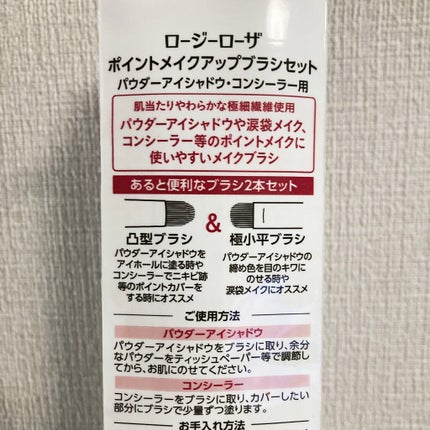 ロージーローザ
ポイントメイクアップブラシセット
パウダーアイシャドウ・コンシーラー用
肌当たりやわらかな極細繊維使用
パウダーアイシャドウや涙袋メイク、
コンシーラー等のポイントメイクに
使いやすいメイクブラシ
あると便利なブラシ2本セット
&
凸型ブラシ
パウダーアイシャドウを
アイホールに塗る時や
コンシーラーでニキビ跡
等のポイントカバーを
する時にオススメ
極小平ブラシ
パウダーアイシャドウの
締め色を目のキワに
のせる時や
涙袋メイクにオススメ
ご使用方法
パウダーアイシャドウ
パウダーアイシャドウをブラシに取り、余分
なパウダーをティッシュペーパー等で調節し
てから、お肌にのせてください。
コンシーラー
コンシーラーをブラシに取り、カバーしたい
部分にブラシで少量ずつ塗ります。
お手入れ方法